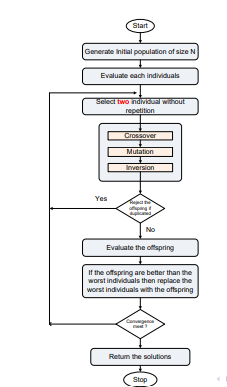 Start
Generate Initial population of size N
Evaluate each individuals
Select two individual without
repetition
Crossover
Mutation
Inversion
Yes
Reject the
offspring if
duplicated
No
Evaluate the offspring
If the offspring are better than the
worst individuals then replace the
worst individuals with the offspring
Convergence
meet ?
Return the solutions
Stop